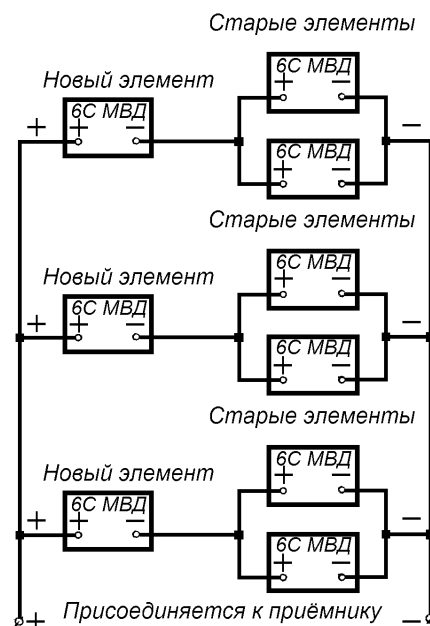 Старые элементы
6С МВД
+ −
Новый элемент
6С МВД
+ + − −
6С МВД
+ −
Старые элементы
6С МВД
+ −
Новый элемент
6С МВД
+ + − −
6С МВД
+ −
Старые элементы
6С МВД
+ −
Новый элемент
6С МВД
+ + − −
6С МВД
+ −
+ Присоединяется к приёмнику −